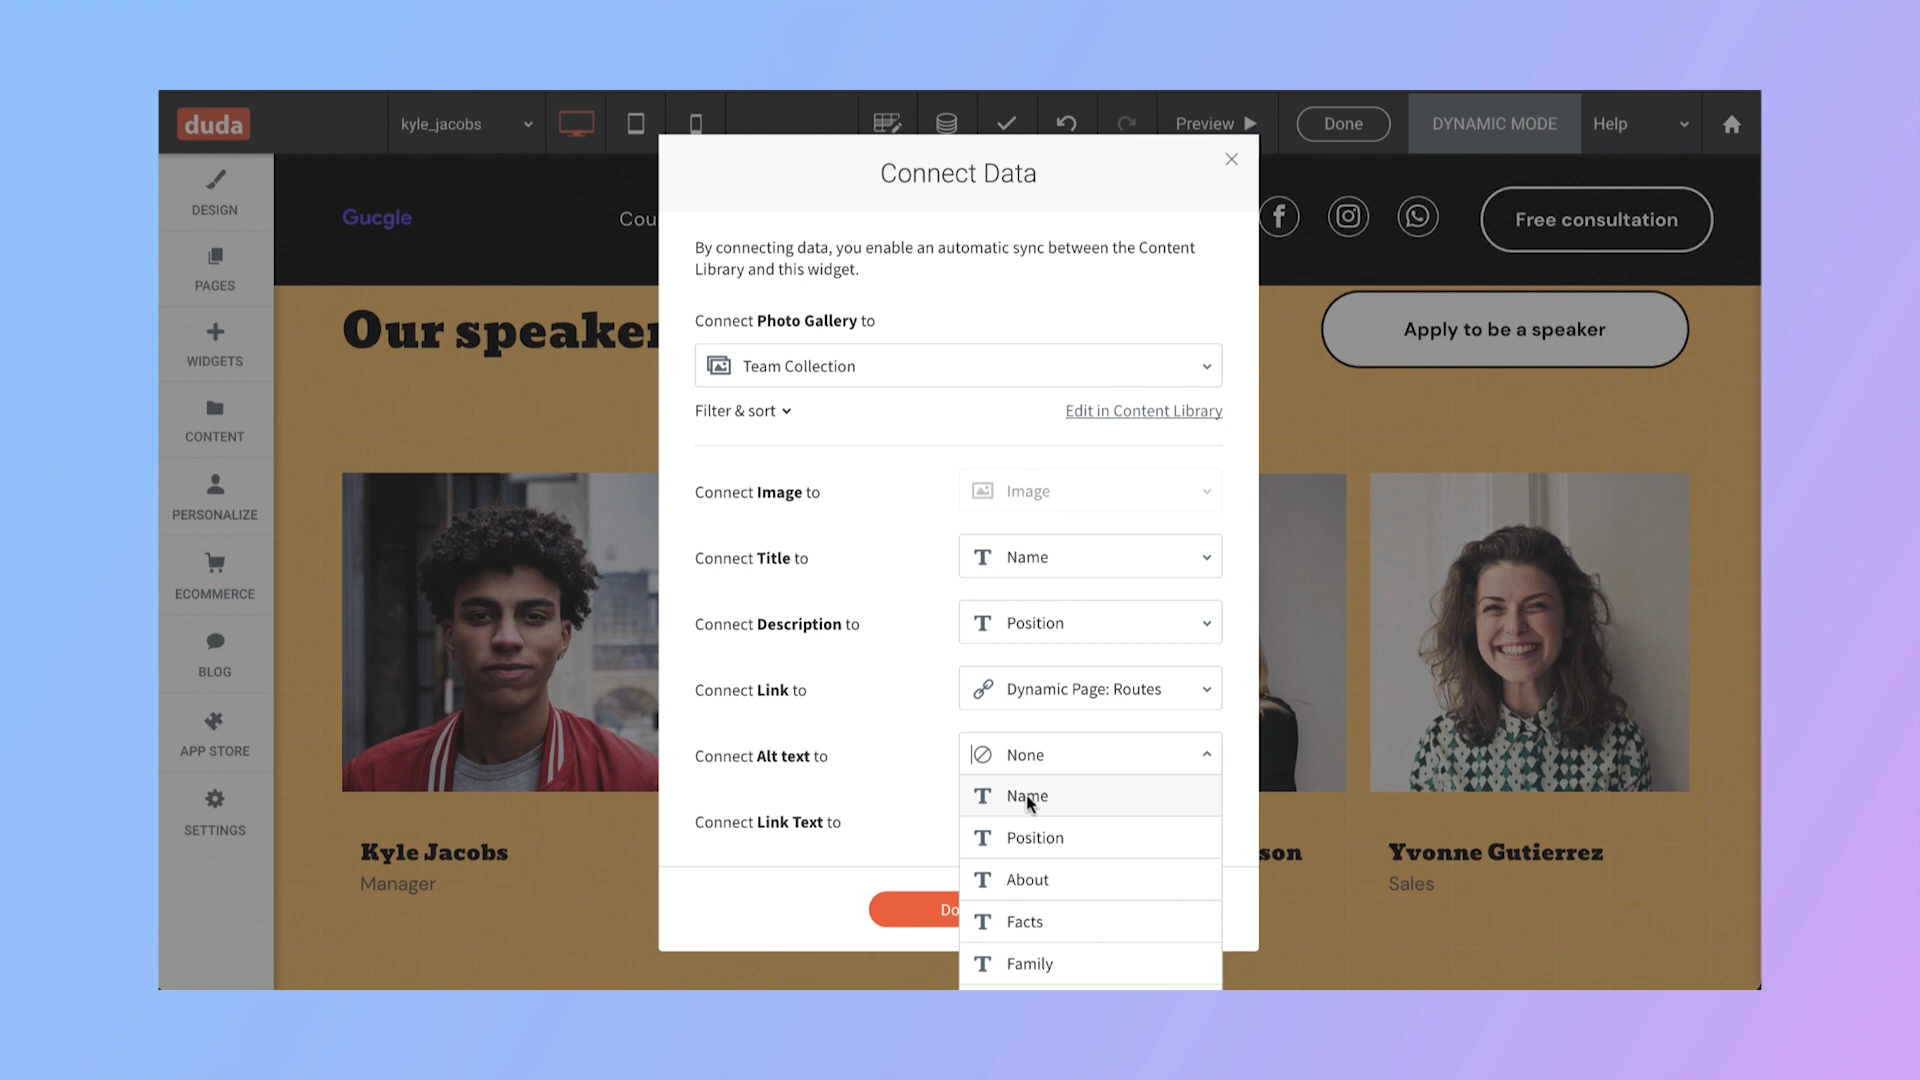 duda
kyle_jacobs
Preview
Done
DYNAMIC MODE
Help
DESIGN
PAGES
WIDGETS
CONTENT
PERSONALIZE
ECOMMERCE
BLOG
APP STORE
SETTINGS
Gucgle
Cou
Free consultation
Our speaker
Apply to be a speaker
Kyle Jacobs
Manager
son
Yvonne Gutierrez
Sales
Connect Data
By connecting data, you enable an automatic sync between the Content
Library and this widget.
Connect Photo Gallery to
Team Collection
Filter & sort
Edit in Content Library
Connect Image to
Image
Connect Title to
Name
Connect Description to
Position
Connect Link to
Dynamic Page: Routes
Connect Alt text to
None
Name
Position
About
Facts
Family
Connect Link Text to
Do